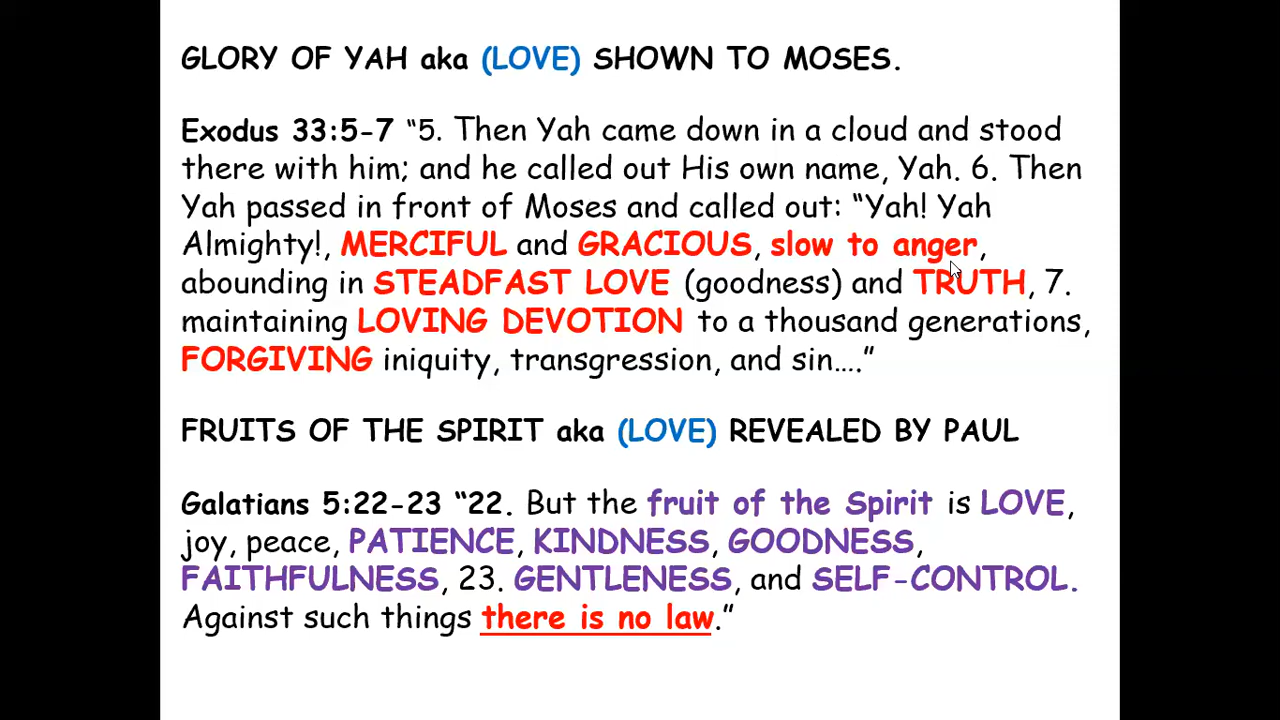 GLORY OF YAH aka (LOVE) SHOWN TO MOSES.
Exodus 33:5-7 “5. Then Yah came down in a cloud and stood
there with him; and he called out His own name, Yah. 6. Then
Yah passed in front of Moses and called out: “Yah! Yah
Almighty!, MERCIFUL and GRACIOUS, slow to anger,
abounding in STEADFAST LOVE (goodness) and TRUTH, 7.
maintaining LOVING DEVOTION to a thousand generations,
FORGIVING iniquity, transgression, and sin….”
FRUITS OF THE SPIRIT aka (LOVE) REVEALED BY PAUL
Galatians 5:22-23 “22. But the fruit of the Spirit is LOVE,
joy, peace, PATIENCE, KINDNESS, GOODNESS,
FAITHFULNESS, 23. GENTLENESS, and SELF-CONTROL.
Against such things there is no law.”